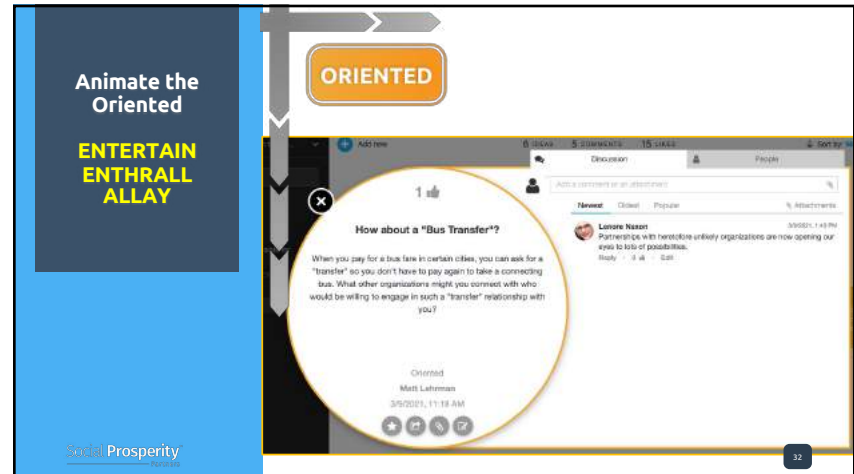 Animate the
Oriented
ENTERTAIN
ENTHRALL
ALLAY
Social Prosperity
ORIENTED
Add new
6 IDEAS 5 COMMENTS 15 LIKES
Sort by
Discussion
People
Add a comment or an attachment
Newest Oldest Popular
Attachments
Lenore Naxon
3/9/2021, 1:43 PM
Partnerships with heretofore unlikely organizations are now opening our
eyes to lots of possibilities.
Reply Edit
1
How about a "Bus Transfer"?
When you pay for a bus fare in certain cities, you can ask for a
"transfer" so you don't have to pay again to take a connecting
bus. What other organizations might you connect with who
would be willing to engage in such a "transfer" relationship with
you?
Oriented
Matt Lehrman
3/5/2021, 11:18 AM
32